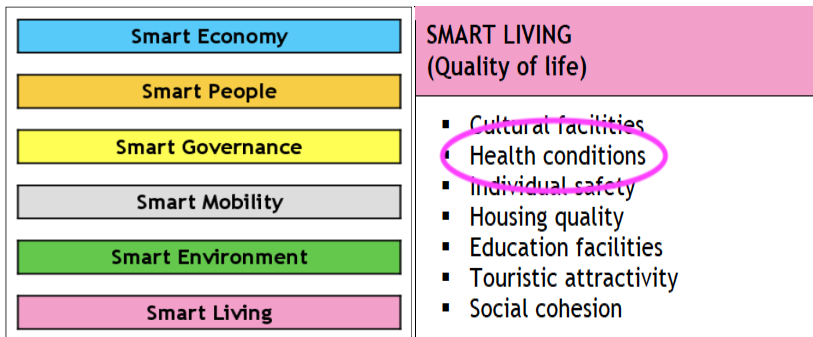 Smart Economy
Smart People
Smart Governance
Smart Mobility
Smart Environment
Smart Living
SMART LIVING
(Quality of life)
▪ Cultural facilities
▪ Health conditions
▪ Individual safety
▪ Housing quality
▪ Education facilities
▪ Touristic attractivity
▪ Social cohesion